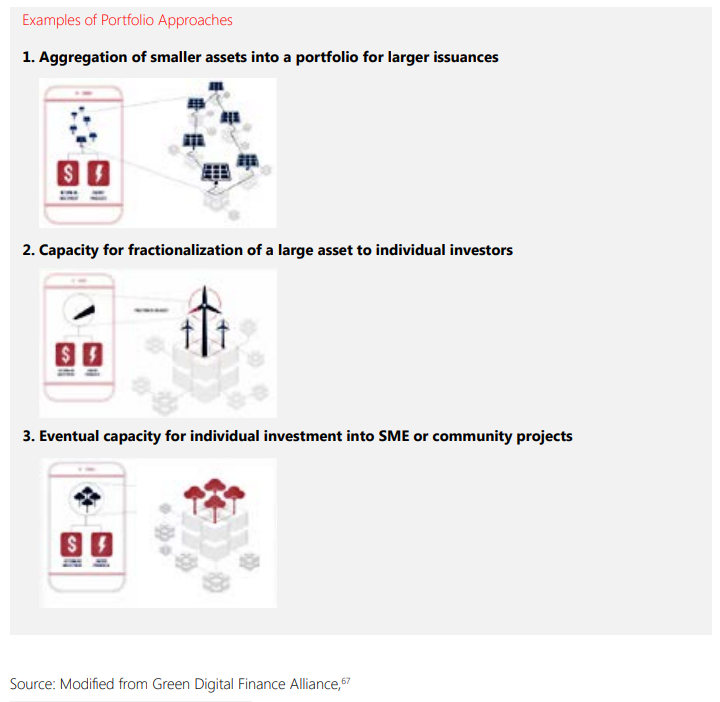 Examples of Portfolio Approaches
1. Aggregation of smaller assets into a portfolio for larger issuances
$
2. Capacity for fractionalization of a large asset to individual investors
$
3. Eventual capacity for individual investment into SME or community projects
$
Source: Modified from Green Digital Finance Alliance,⁶⁷